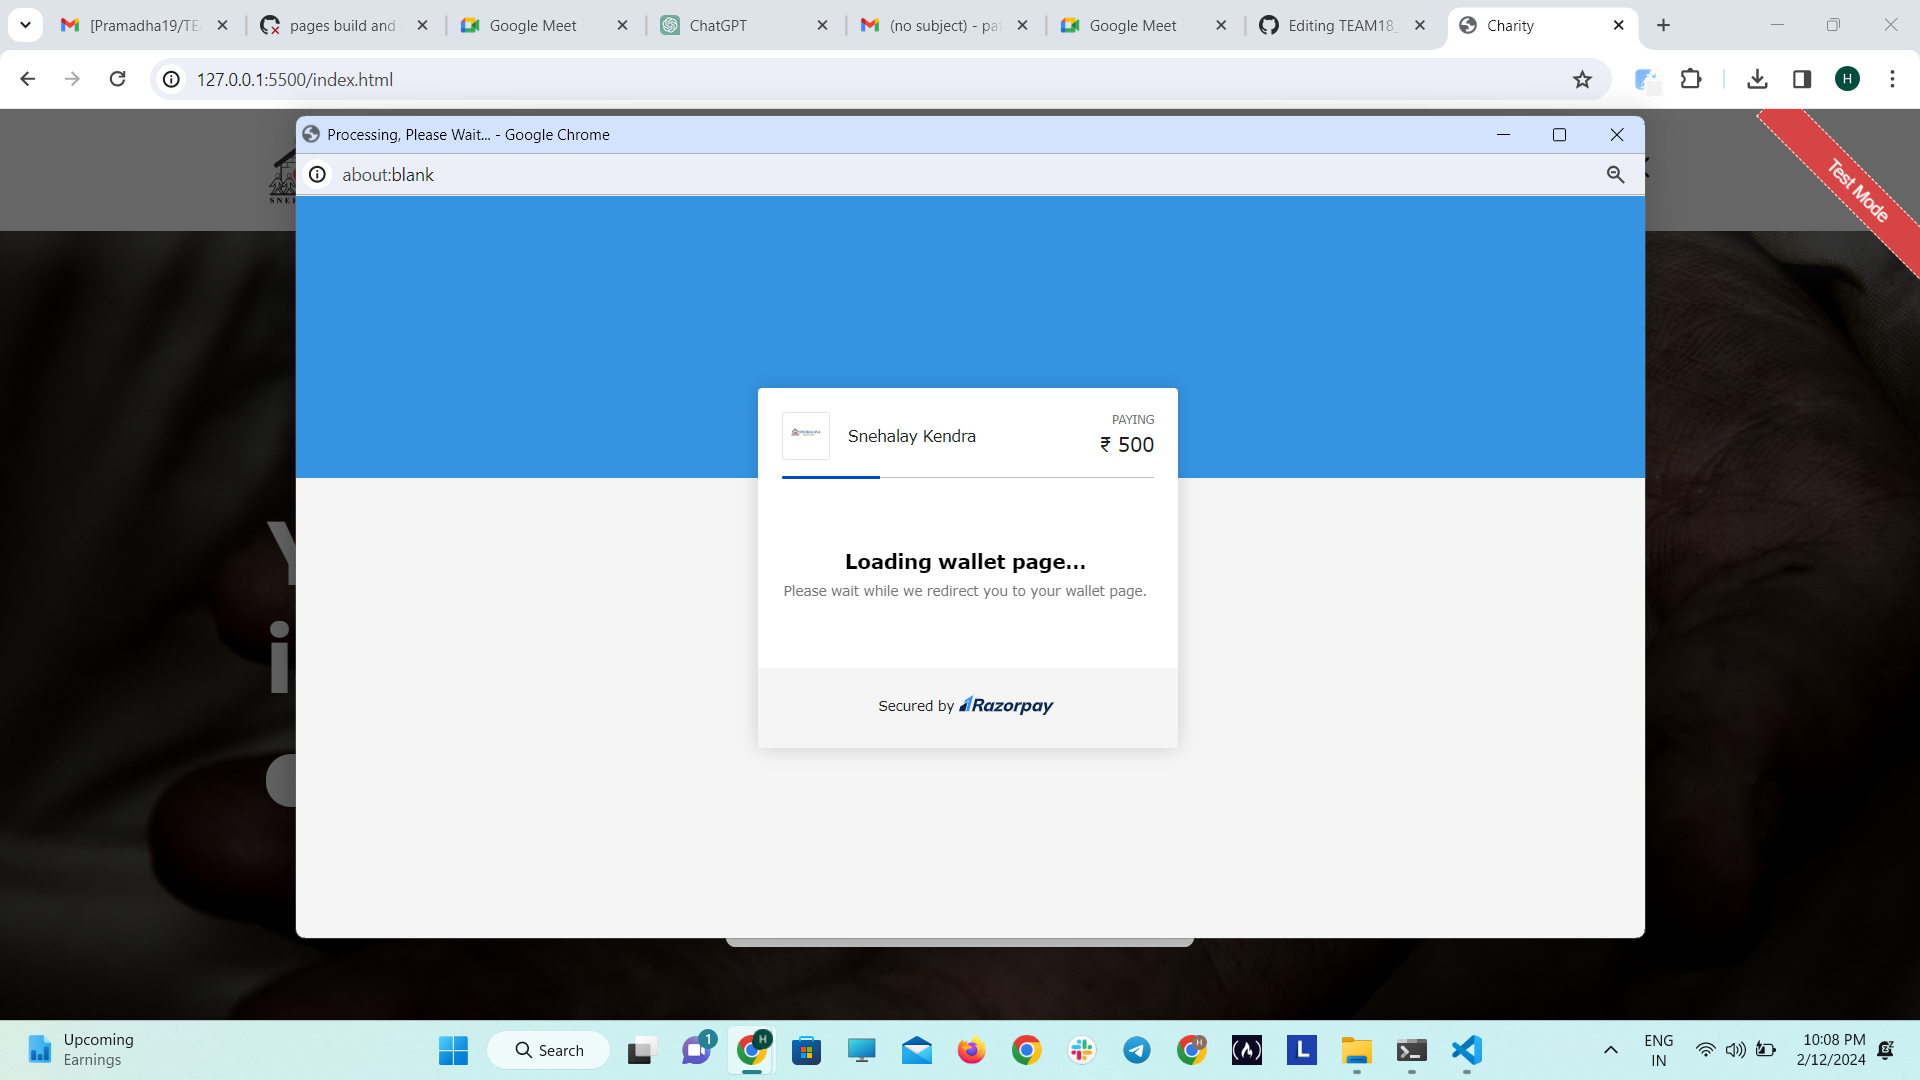 [Pramadha19/TE
pages build and
Google Meet
ChatGPT
(no subject) - pa
Google Meet
Editing TEAM18_
Charity
127.0.0.1:5500/index.html
Processing, Please Wait... - Google Chrome
about:blank
Test Mode
Snehalay Kendra
PAYING
₹ 500
Loading wallet page...
Please wait while we redirect you to your wallet page.
Secured by Razorpay
Upcoming
Earnings
Search
1
H
H
L
ENG
IN
10:08 PM
2/12/2024